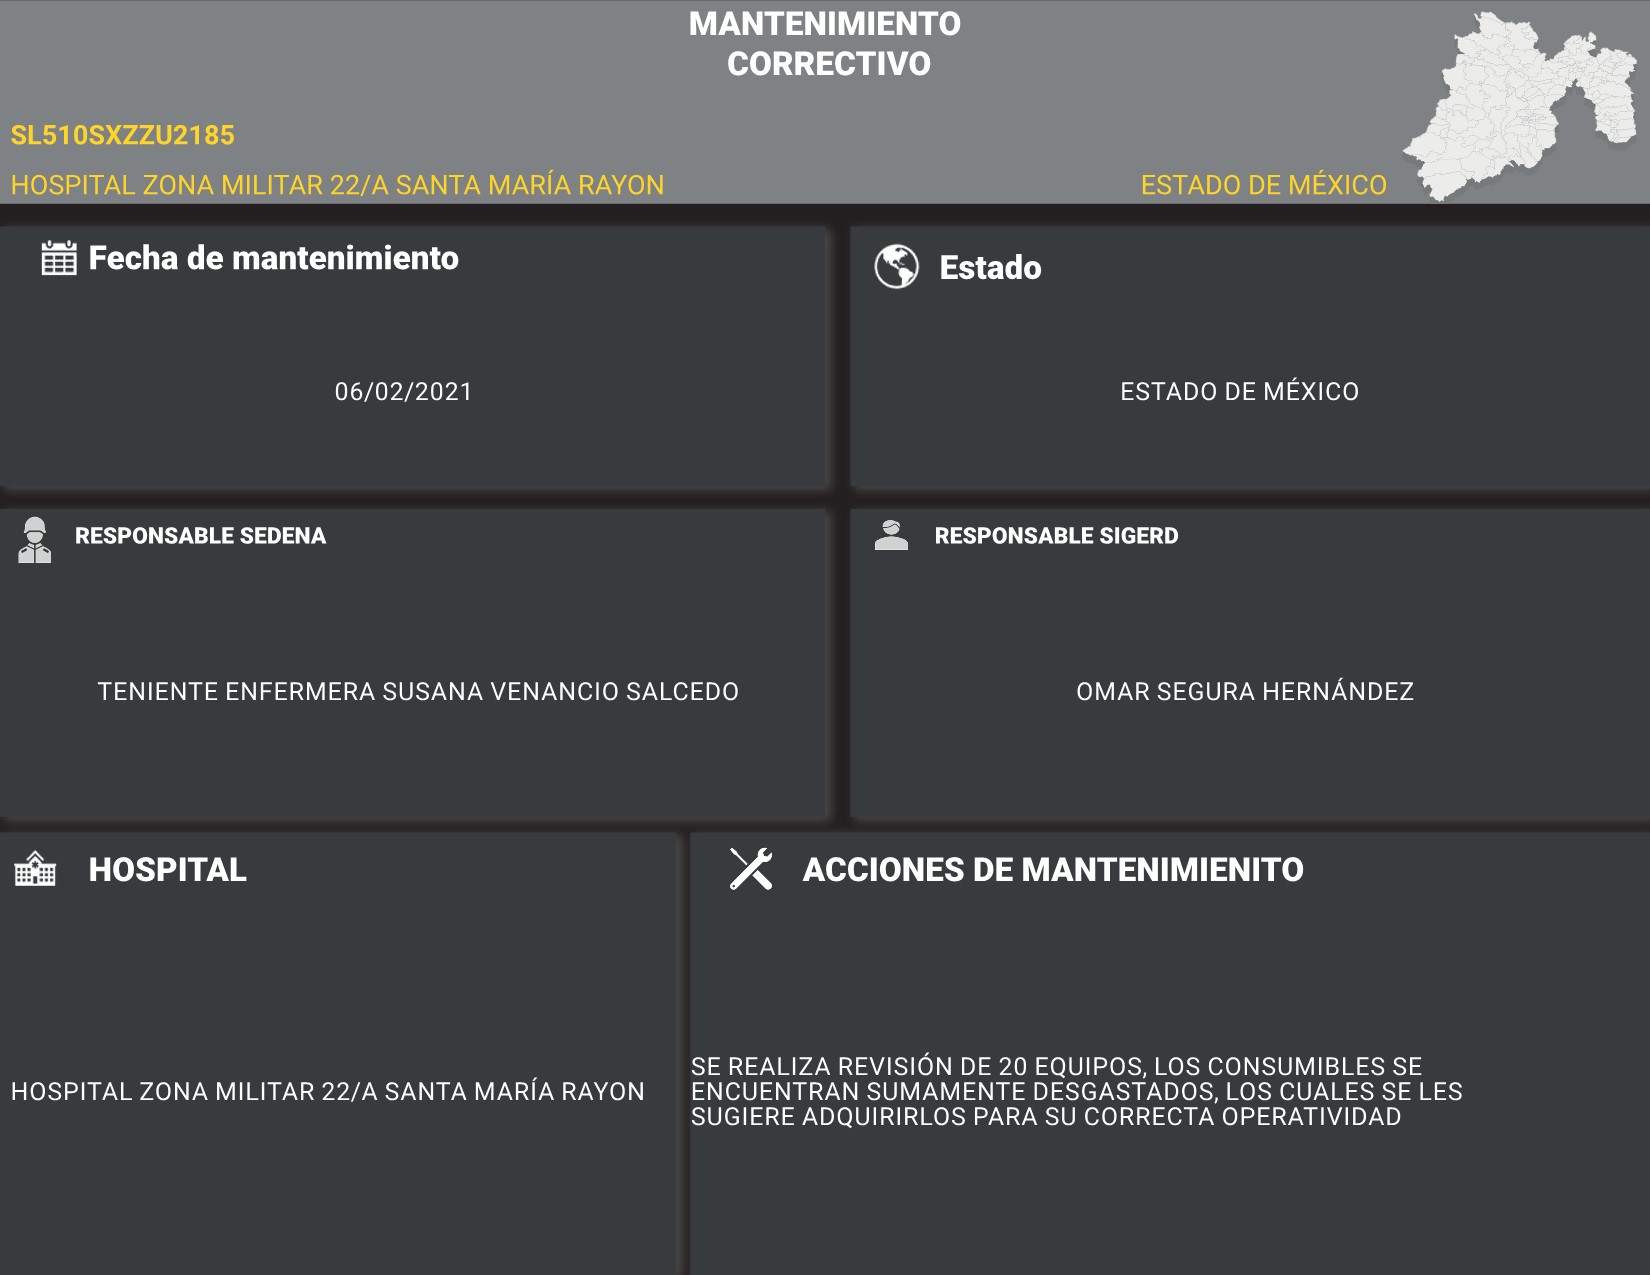 MANTENIMIENTO
CORRECTIVO
SL510SXZZU2185
HOSPITAL ZONA MILITAR 22/A SANTA MARÍA RAYON
ESTADO DE MÉXICO
Fecha de mantenimiento
06/02/2021
Estado
ESTADO DE MÉXICO
RESPONSABLE SEDENA
TENIENTE ENFERMERA SUSANA VENANCIO SALCEDO
RESPONSABLE SIGERD
OMAR SEGURA HERNÁNDEZ
HOSPITAL
HOSPITAL ZONA MILITAR 22/A SANTA MARÍA RAYON
ACCIONES DE MANTENIMIENITO
SE REALIZA REVISIÓN DE 20 EQUIPOS, LOS CONSUMIBLES SE
ENCUENTRAN SUMAMENTE DESGASTADOS, LOS CUALES SE LES
SUGIERE ADQUIRIRLOS PARA SU CORRECTA OPERATIVIDAD